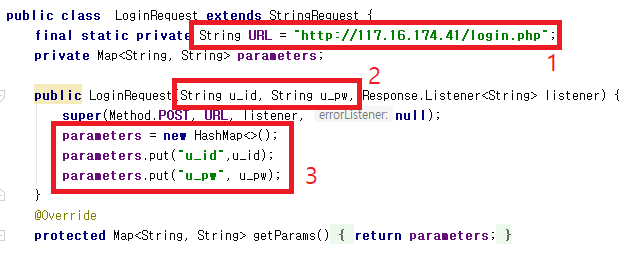 public class LoginRequest extends StringRequest {
final static private String URL = "http://117.16.174.41/login.php";
1
private Map<String, String> parameters;
2
public LoginRequest(String u_id, String u_pw, Response.Listener<String> listener) {
super(Method.POST, URL, listener, errorListener: null);
parameters = new HashMap<>();
parameters.put("u_id",u_id);
parameters.put("u_pw", u_pw);
3
}
@Override
protected Map<String, String> getParams() { return parameters; }